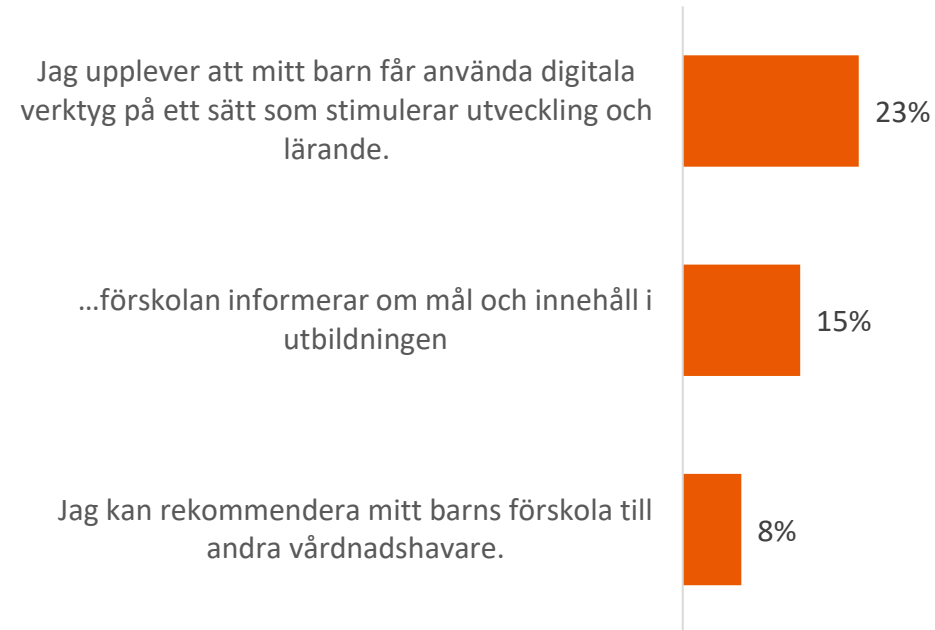 Jag upplever att mitt barn får använda digitala
verktyg på ett sätt som stimulerar utveckling och
lärande.
23%
...förskolan informerar om mål och innehåll i
utbildningen
15%
Jag kan rekommendera mitt barns förskola till
andra vårdnadshavare.
8%